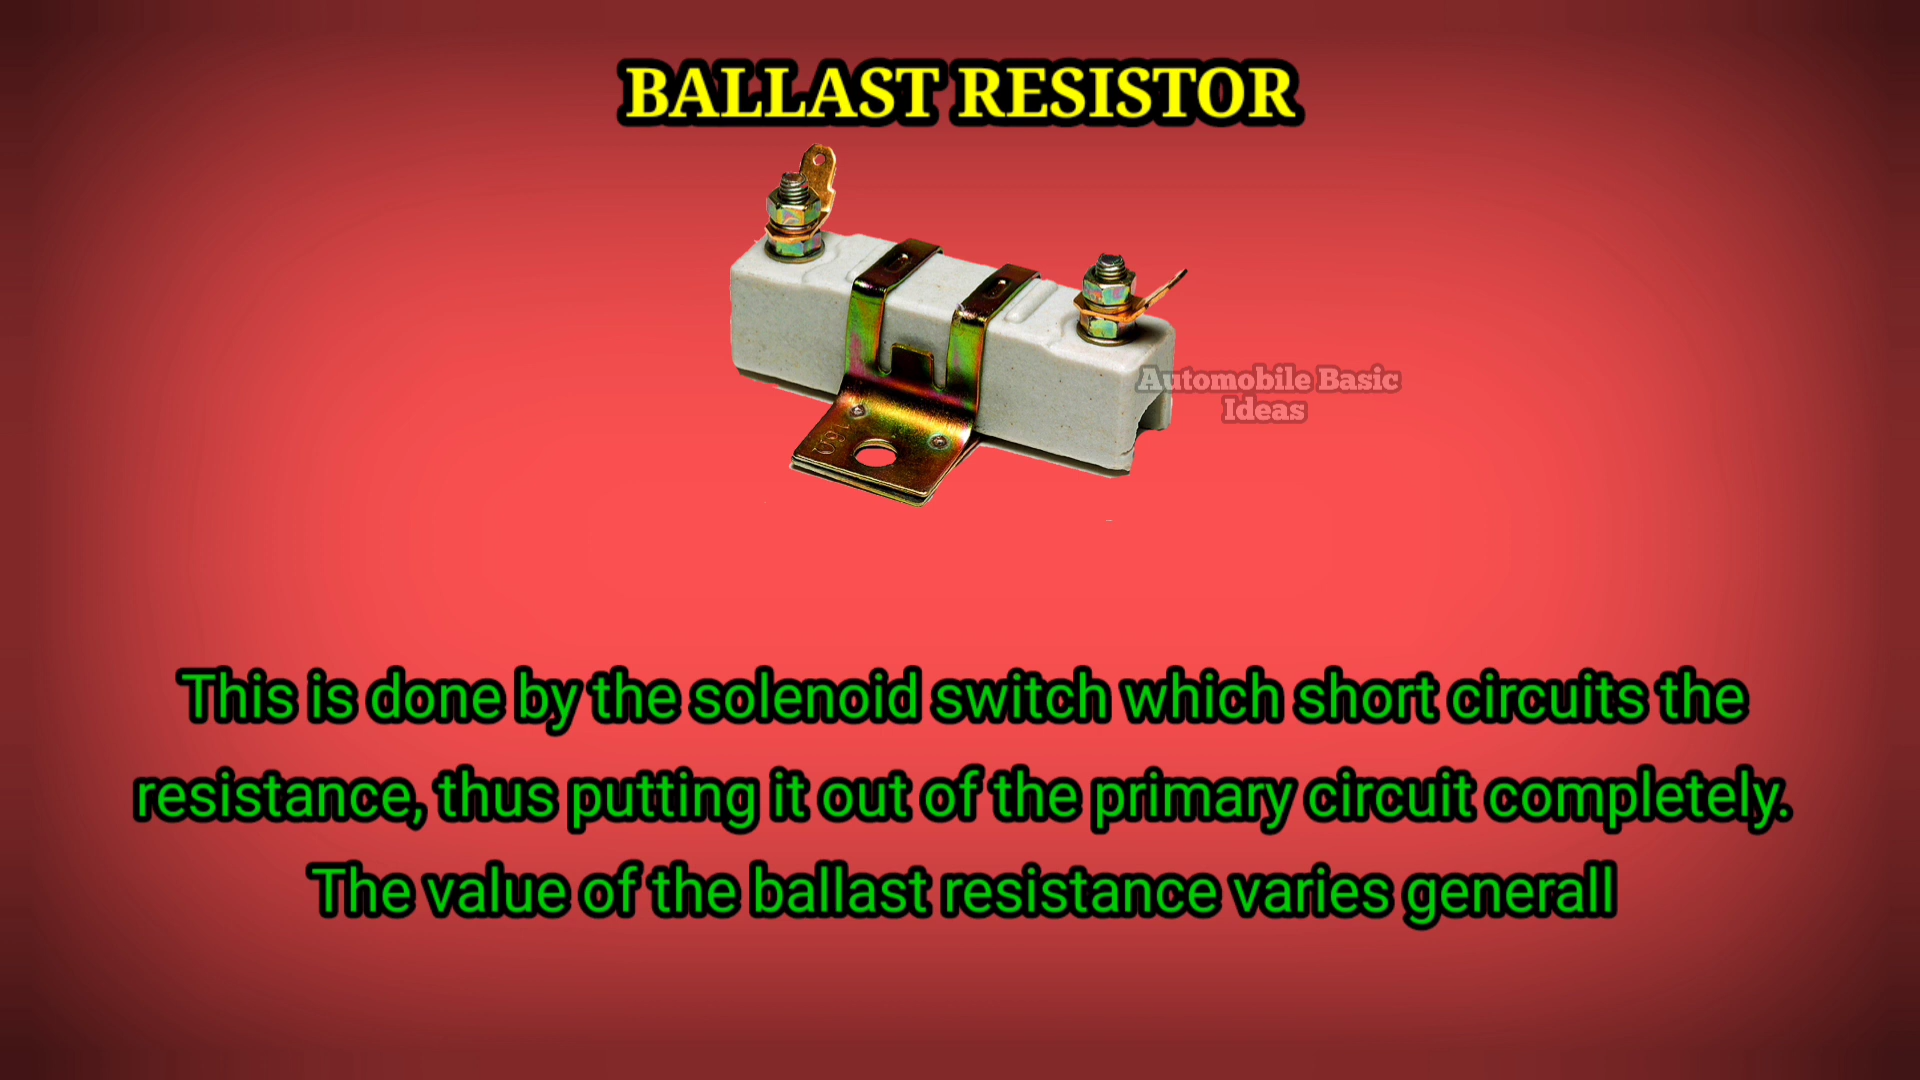 BALLAST RESISTOR
Automobile Basic
Ideas
This is done by the solenoid switch which short circuits the
resistance, thus putting it out of the primary circuit completely.
The value of the ballast resistance varies generall